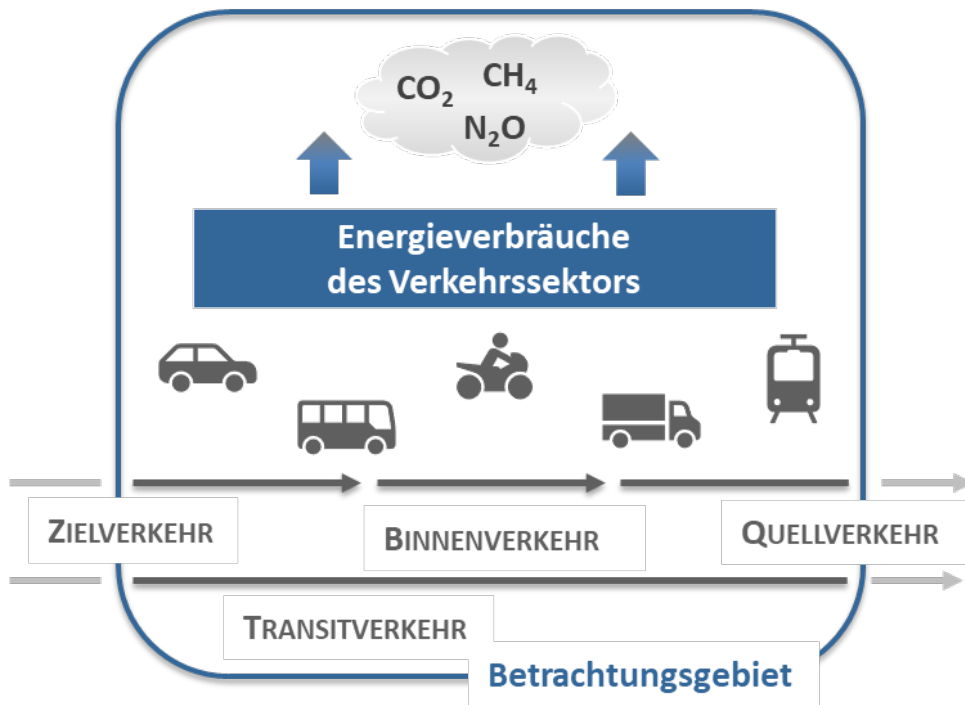 CO₂
CH₄
N₂O
Energieverbräuche
des Verkehrssektors
ZIELVERKEHR
BINNENVERKEHR
QUELLVERKEHR
TRANSITVERKEHR
Betrachtungsgebiet